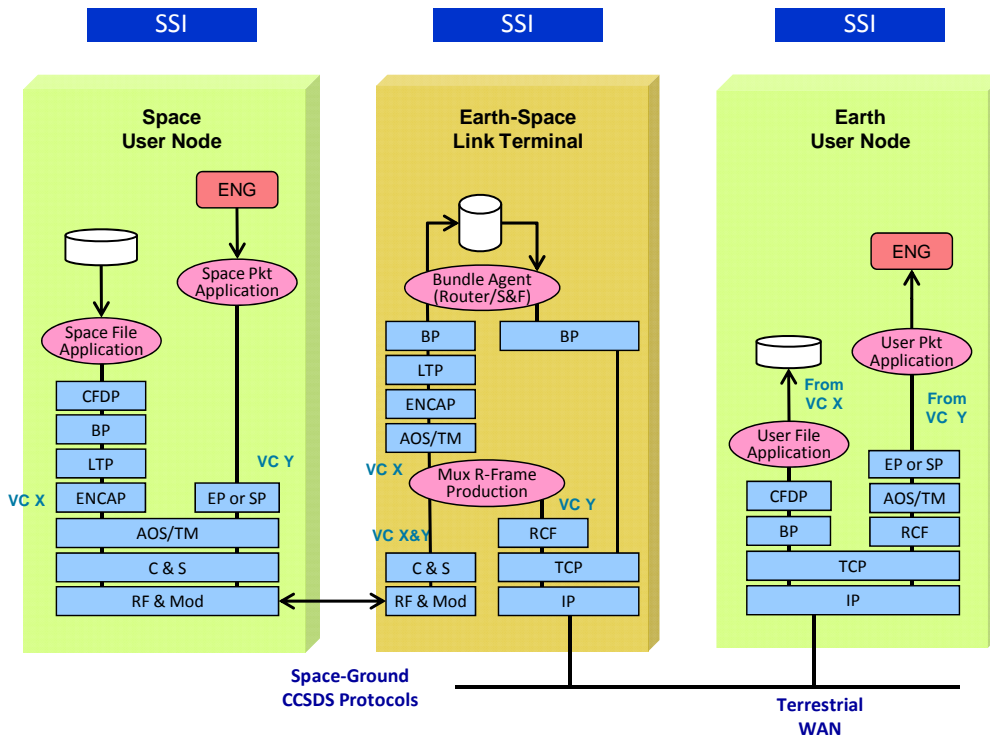 SSI
SSI
SSI
Space
User Node
ENG
Space Pkt
Application
Space File
Application
CFDP
BP
LTP
VC Y
VC X
ENCAP
EP or SP
AOS/TM
C & S
RF & Mod
Earth-Space
Link Terminal
Bundle Agent
(Router/S&F)
BP
BP
LTP
ENCAP
AOS/TM
VC X
Mux R-Frame
Production
VC Y
VC X&Y
RCF
C & S
TCP
RF & Mod
IP
Earth
User Node
ENG
User Pkt
Application
From
VC X
From
VC Y
User File
Application
EP or SP
CFDP
AOS/TM
BP
RCF
TCP
IP
Space-Ground
CCSDS Protocols
Terrestrial
WAN